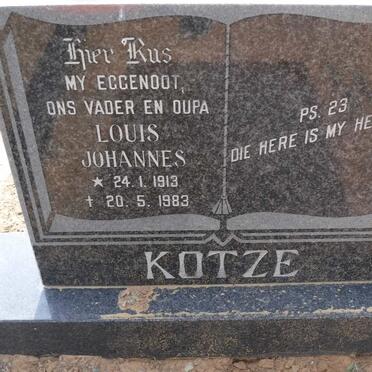 Hier Rus
MY EGGENOOT,
ONS VADER EN OUPA
LOUIS
JOHANNES
★ 24. 1. 1913
† 20. 5. 1983
PS. 23
DIE HERE IS MY
KOTZE